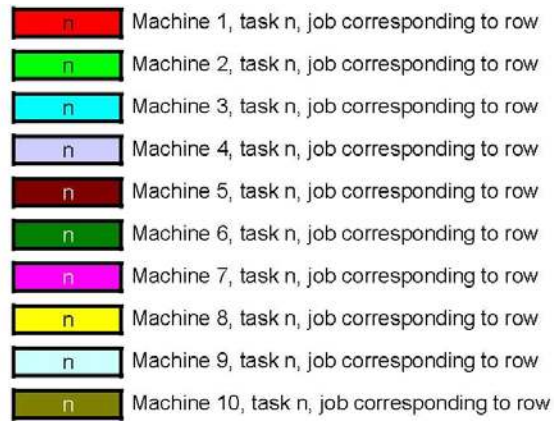 n Machine 1, task n, job corresponding to row
n Machine 2, task n, job corresponding to row
n Machine 3, task n, job corresponding to row
n Machine 4, task n, job corresponding to row
n Machine 5, task n, job corresponding to row
n Machine 6, task n, job corresponding to row
n Machine 7, task n, job corresponding to row
n Machine 8, task n, job corresponding to row
n Machine 9, task n, job corresponding to row
n Machine 10, task n, job corresponding to row